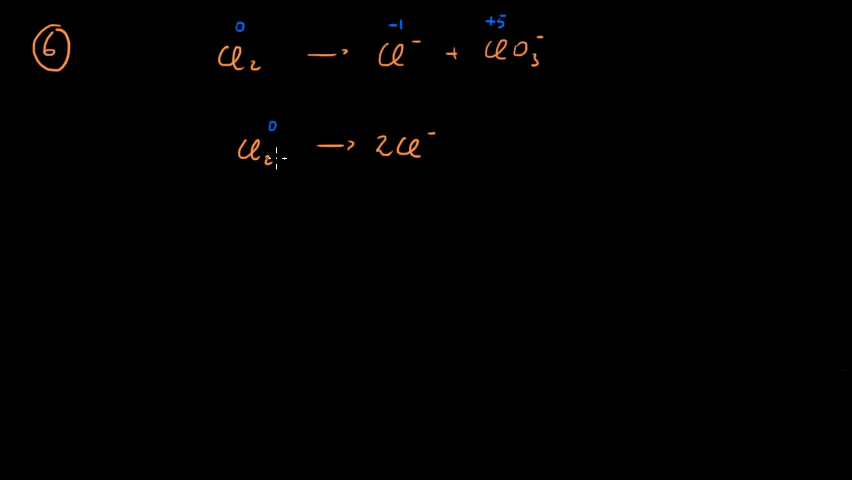 0 -1 +5
⑥ Cl₂ → Cl⁻ + ClO₃⁻
0
Cl₂ → 2Cl⁻